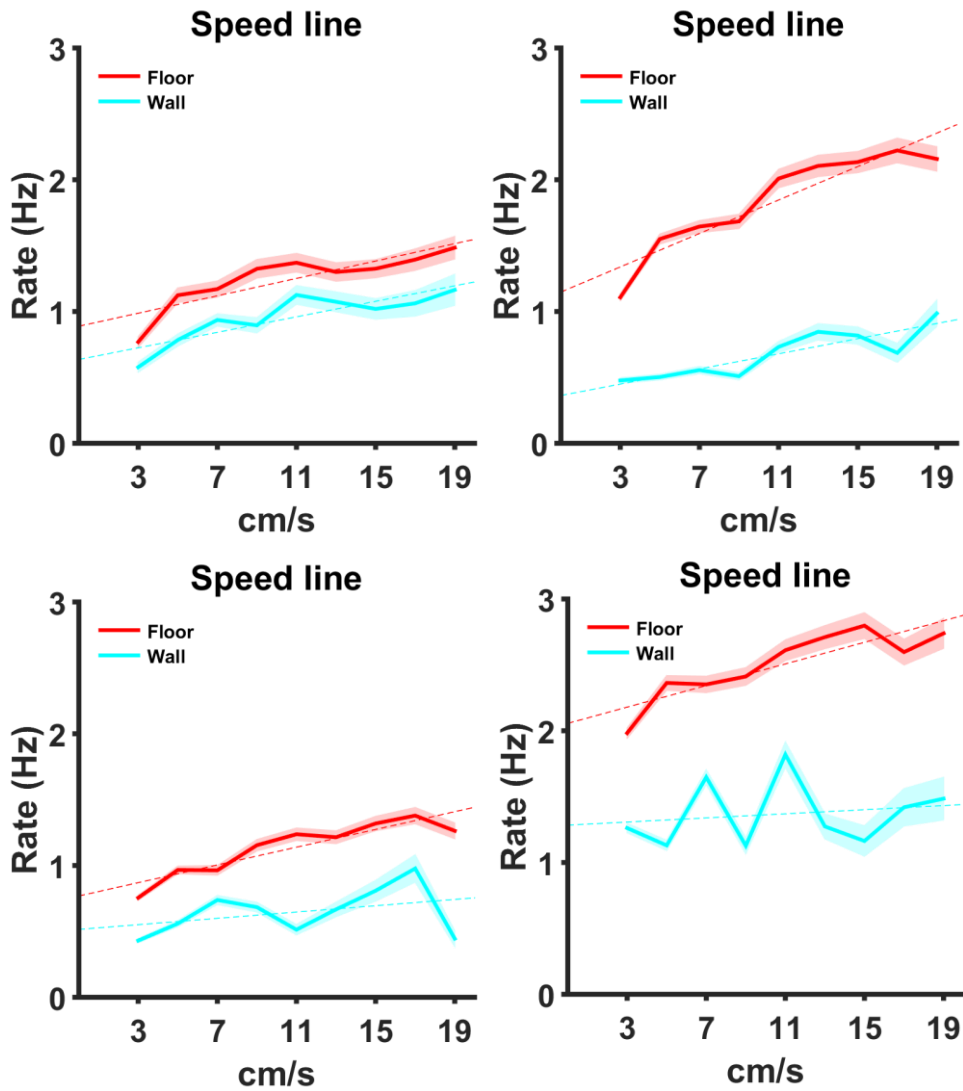 Speed line
3
Floor
Wall
2
Rate (Hz)
1
0
3 7 11 15 19
cm/s
Speed line
3
Floor
Wall
2
Rate (Hz)
1
0
3 7 11 15 19
cm/s
Speed line
3
Floor
Wall
2
Rate (Hz)
1
0
3 7 11 15 19
cm/s
Speed line
3
Floor
Wall
2
Rate (Hz)
1
0
3 7 11 15 19
cm/s